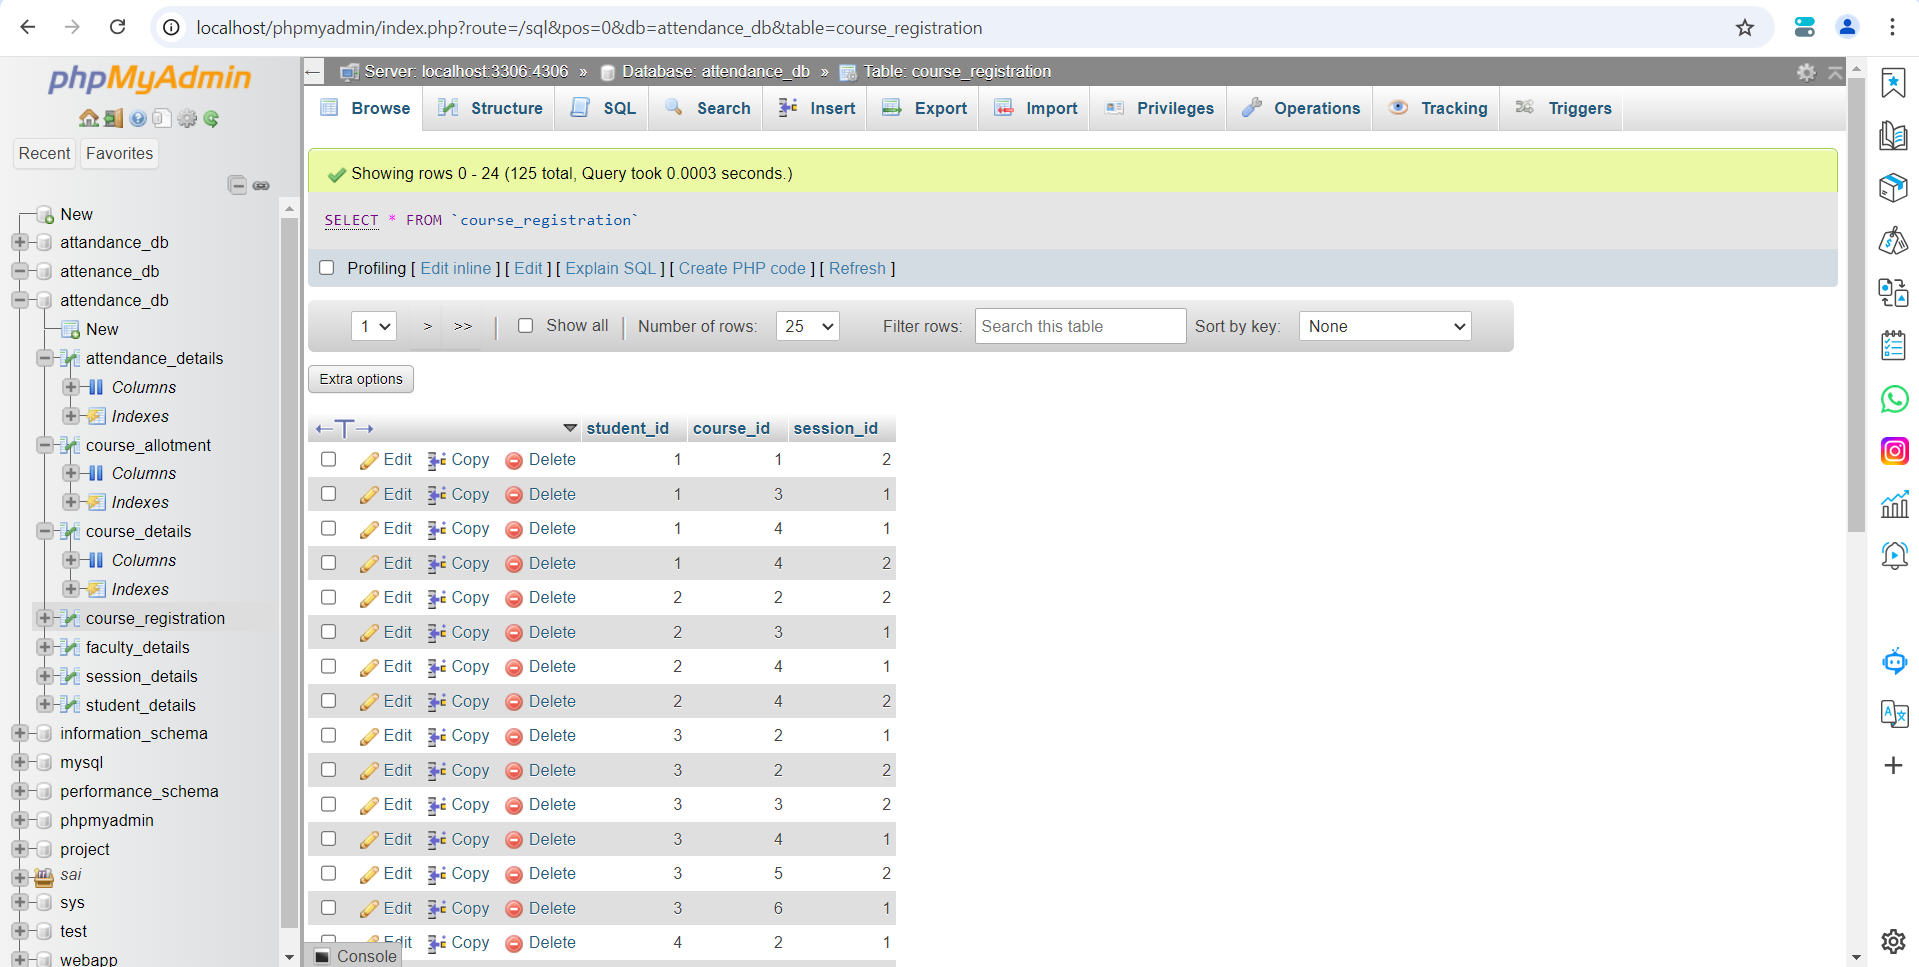 localhost/phpmyadmin/index.php?route=/sql&pos=0&db=attendance_db&table=course_registration
phpMyAdmin
Recent Favorites
New
attandance_db
attenance_db
attendance_db
New
attendance_details
Columns
Indexes
course_allotment
Columns
Indexes
course_details
Columns
Indexes
course_registration
faculty_details
session_details
student_details
information_schema
mysql
performance_schema
phpmyadmin
project
sai
sys
test
webapp
Server: localhost:3306:4306 » Database: attendance_db » Table: course_registration
Browse Structure SQL Search Insert Export Import Privileges Operations Tracking Triggers
Showing rows 0 - 24 (125 total, Query took 0.0003 seconds.)
SELECT * FROM `course_registration`
Profiling [ Edit inline ] [ Edit ] [ Explain SQL ] [ Create PHP code ] [ Refresh ]
1 > >> Show all Number of rows: 25 Filter rows: Search this table Sort by key: None
Extra options
student_id course_id session_id
Edit Copy Delete 1 1 2
Edit Copy Delete 1 3 1
Edit Copy Delete 1 4 1
Edit Copy Delete 1 4 2
Edit Copy Delete 2 2 2
Edit Copy Delete 2 3 1
Edit Copy Delete 2 4 1
Edit Copy Delete 2 4 2
Edit Copy Delete 3 2 1
Edit Copy Delete 3 2 2
Edit Copy Delete 3 3 2
Edit Copy Delete 3 4 1
Edit Copy Delete 3 5 2
Edit Copy Delete 3 6 1
Edit Copy Delete 4 2 1
Console